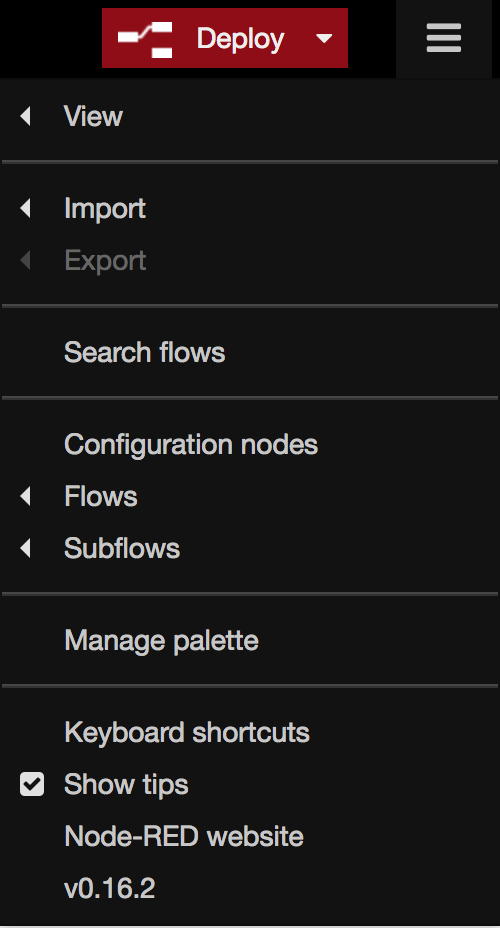 Deploy
View
Import
Export
Search flows
Configuration nodes
Flows
Subflows
Manage palette
Keyboard shortcuts
Show tips
Node-RED website
v0.16.2